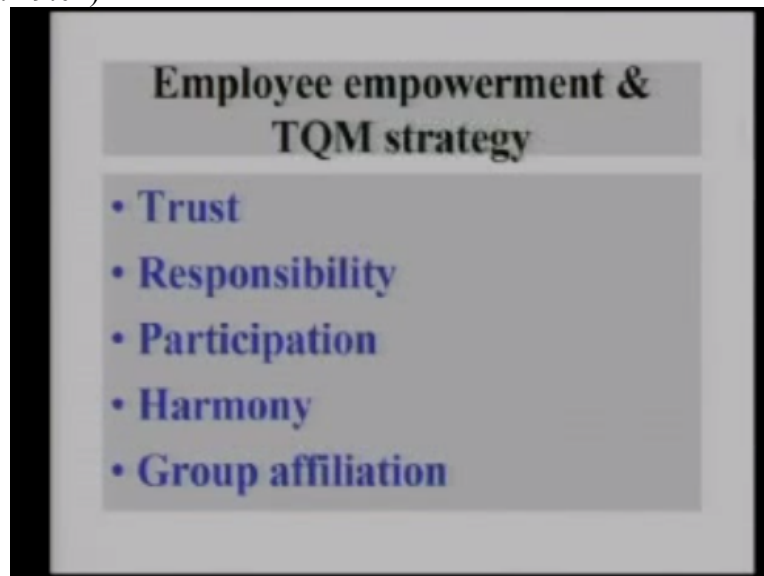 Employee empowerment &
TQM strategy
• Trust
• Responsibility
• Participation
• Harmony
• Group affiliation